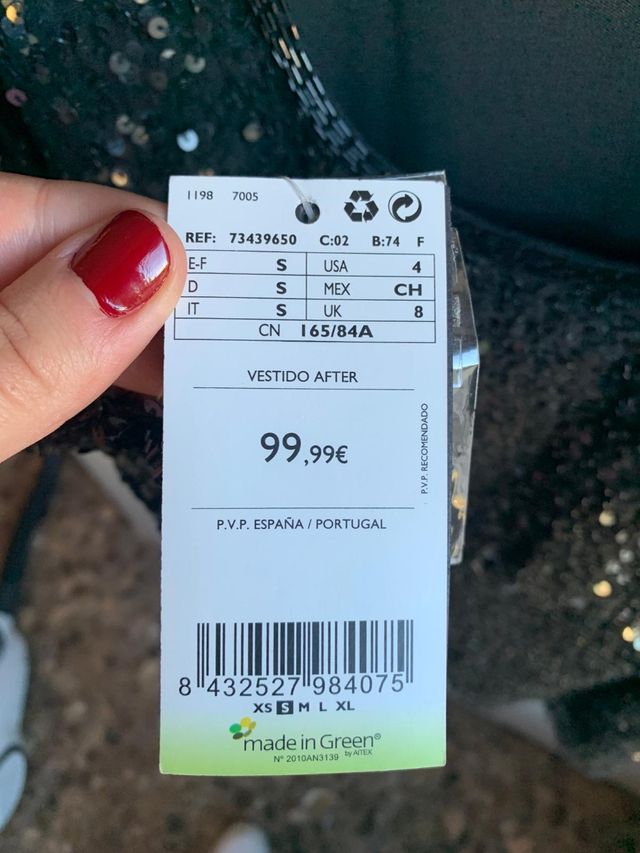 1198 7005
REF: 73439650 C:02 B:74 F
E-F S USA 4
D S MEX CH
IT S UK 8
CN 165/84A
VESTIDO AFTER
99,99€
P.V.P. RECOMENDADO
P.V.P. ESPAÑA / PORTUGAL
8 432527 984075
XS S M L XL
made in Green®
by AITEX
Nº 2010AN3139